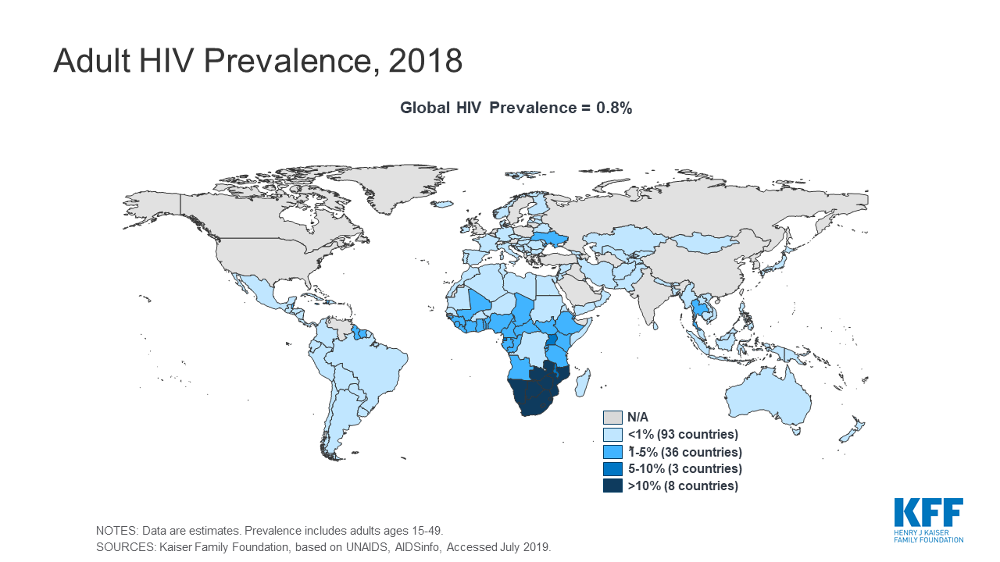 Adult HIV Prevalence, 2018
Global HIV Prevalence = 0.8%
N/A
<1% (93 countries)
1-5% (36 countries)
5-10% (3 countries)
>10% (8 countries)
NOTES: Data are estimates. Prevalence includes adults ages 15-49.
SOURCES: Kaiser Family Foundation, based on UNAIDS, AIDSinfo, Accessed July 2019.
KFF
HENRY J KAISER
FAMILY FOUNDATION